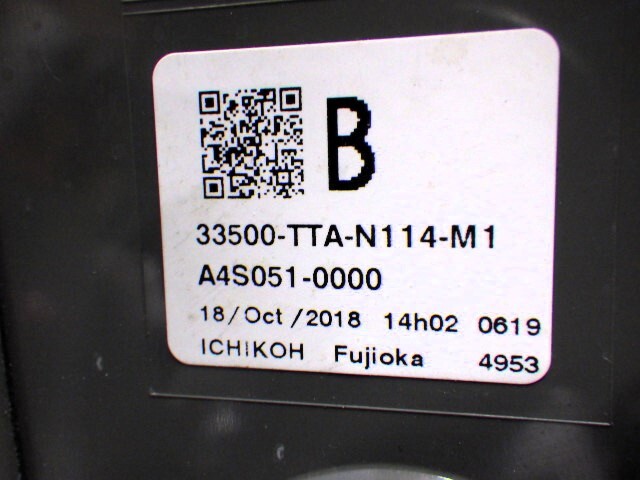 B
33500-TTA-N114-M1
A4S051-0000
18/Oct/2018 14h02 0619
ICHIKOH Fujioka 4953